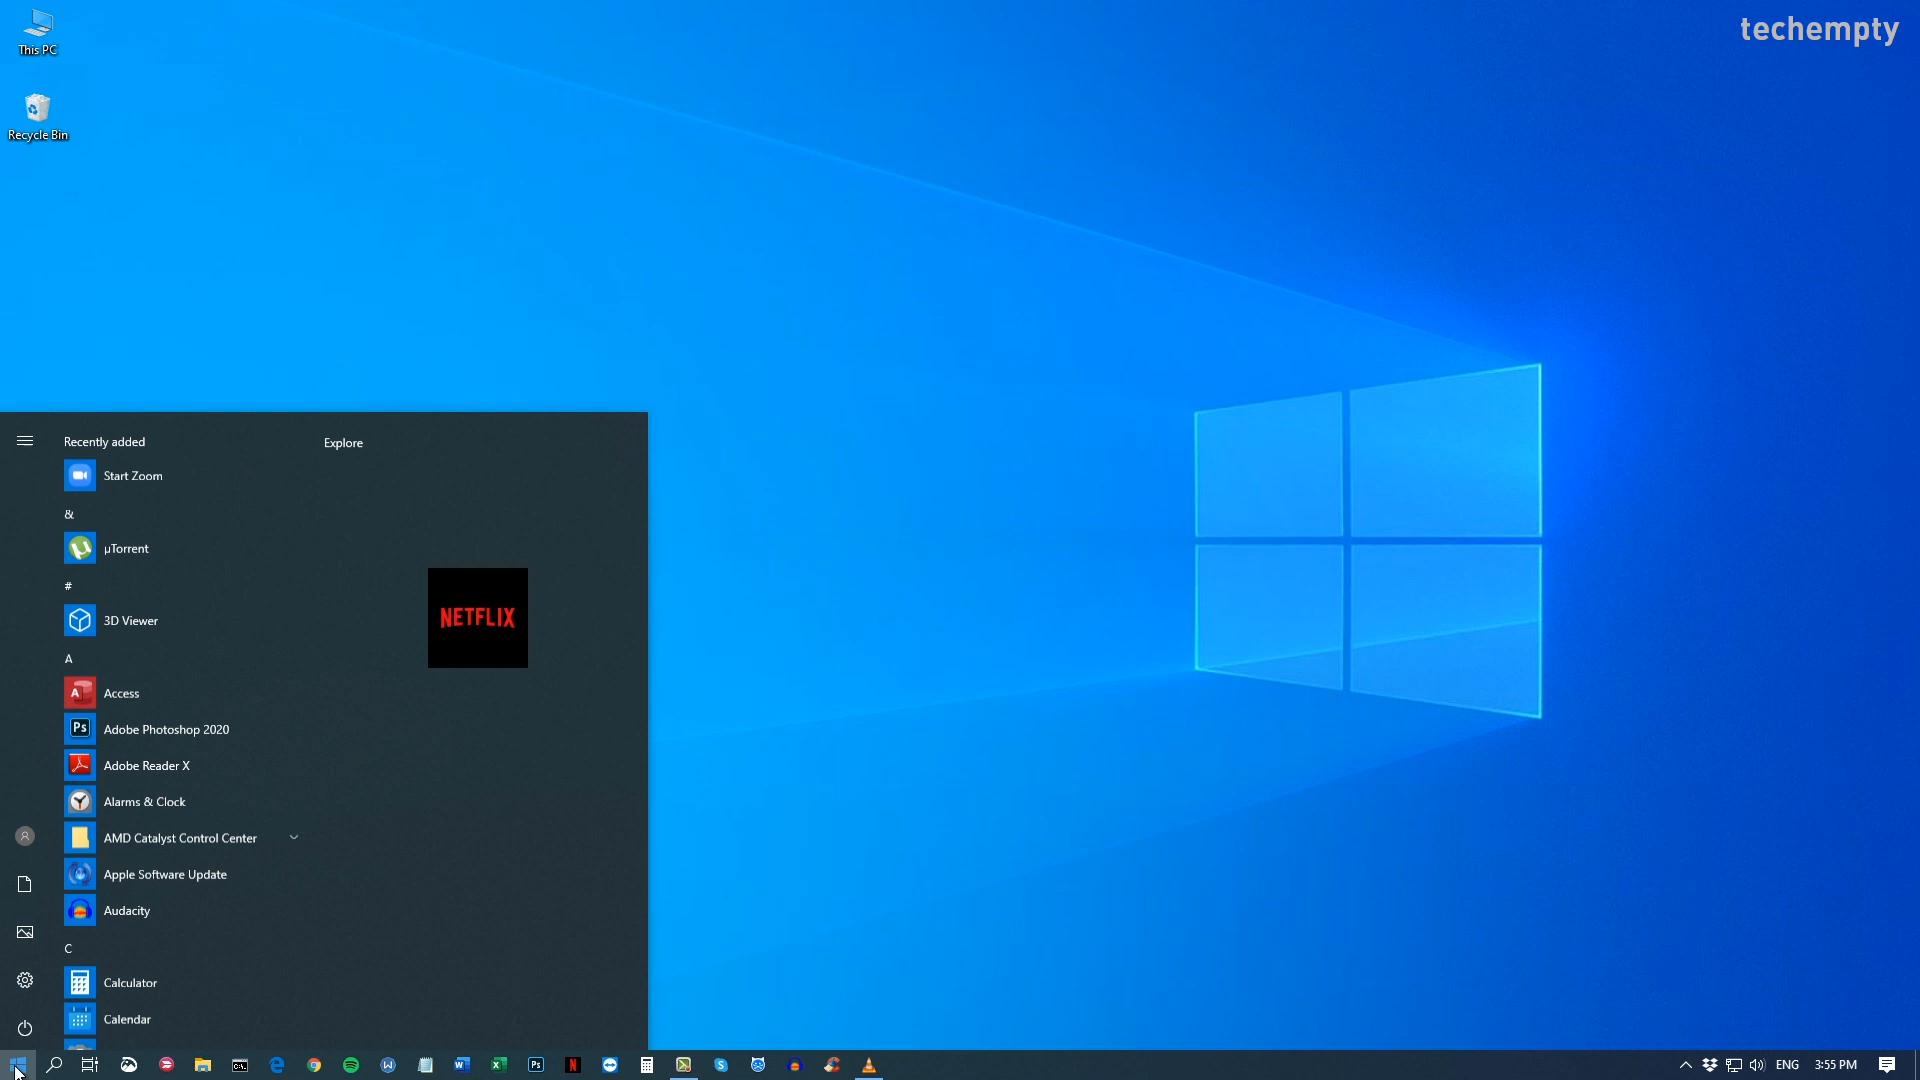 techempty
This PC
Recycle Bin
Recently added
Explore
Start Zoom
&
µTorrent
NETFLIX
#
3D Viewer
A
Access
Ps
Adobe Photoshop 2020
Adobe Reader X
Alarms & Clock
AMD Catalyst Control Center
Apple Software Update
Audacity
C
Calculator
Calendar
ENG
3:55 PM